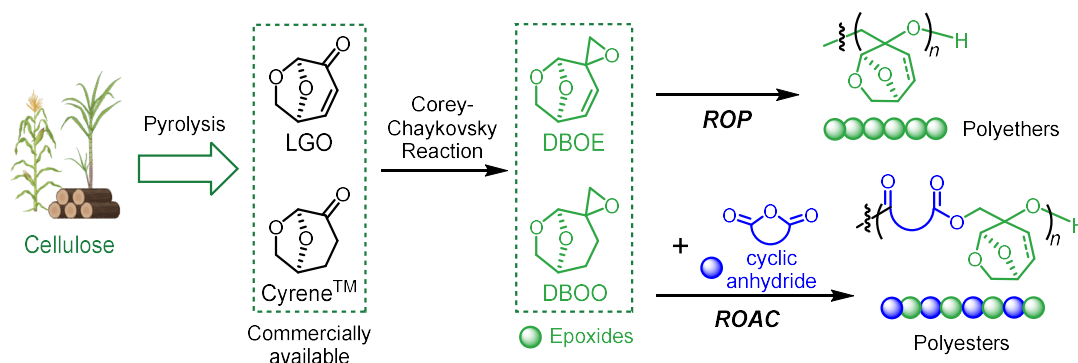 Cellulose
Pyrolysis
O
O
O
LGO
O
O
O
Cyrene™
Commercially
available
Corey-
Chaykovsky
Reaction
O
O
O
DBOE
O
O
O
DBOO
Epoxides
ROP
O
H
n
O
O
Polyethers
+
O
O
O
cyclic
anhydride
ROAC
O
O
O
O
H
n
O
O
Polyesters